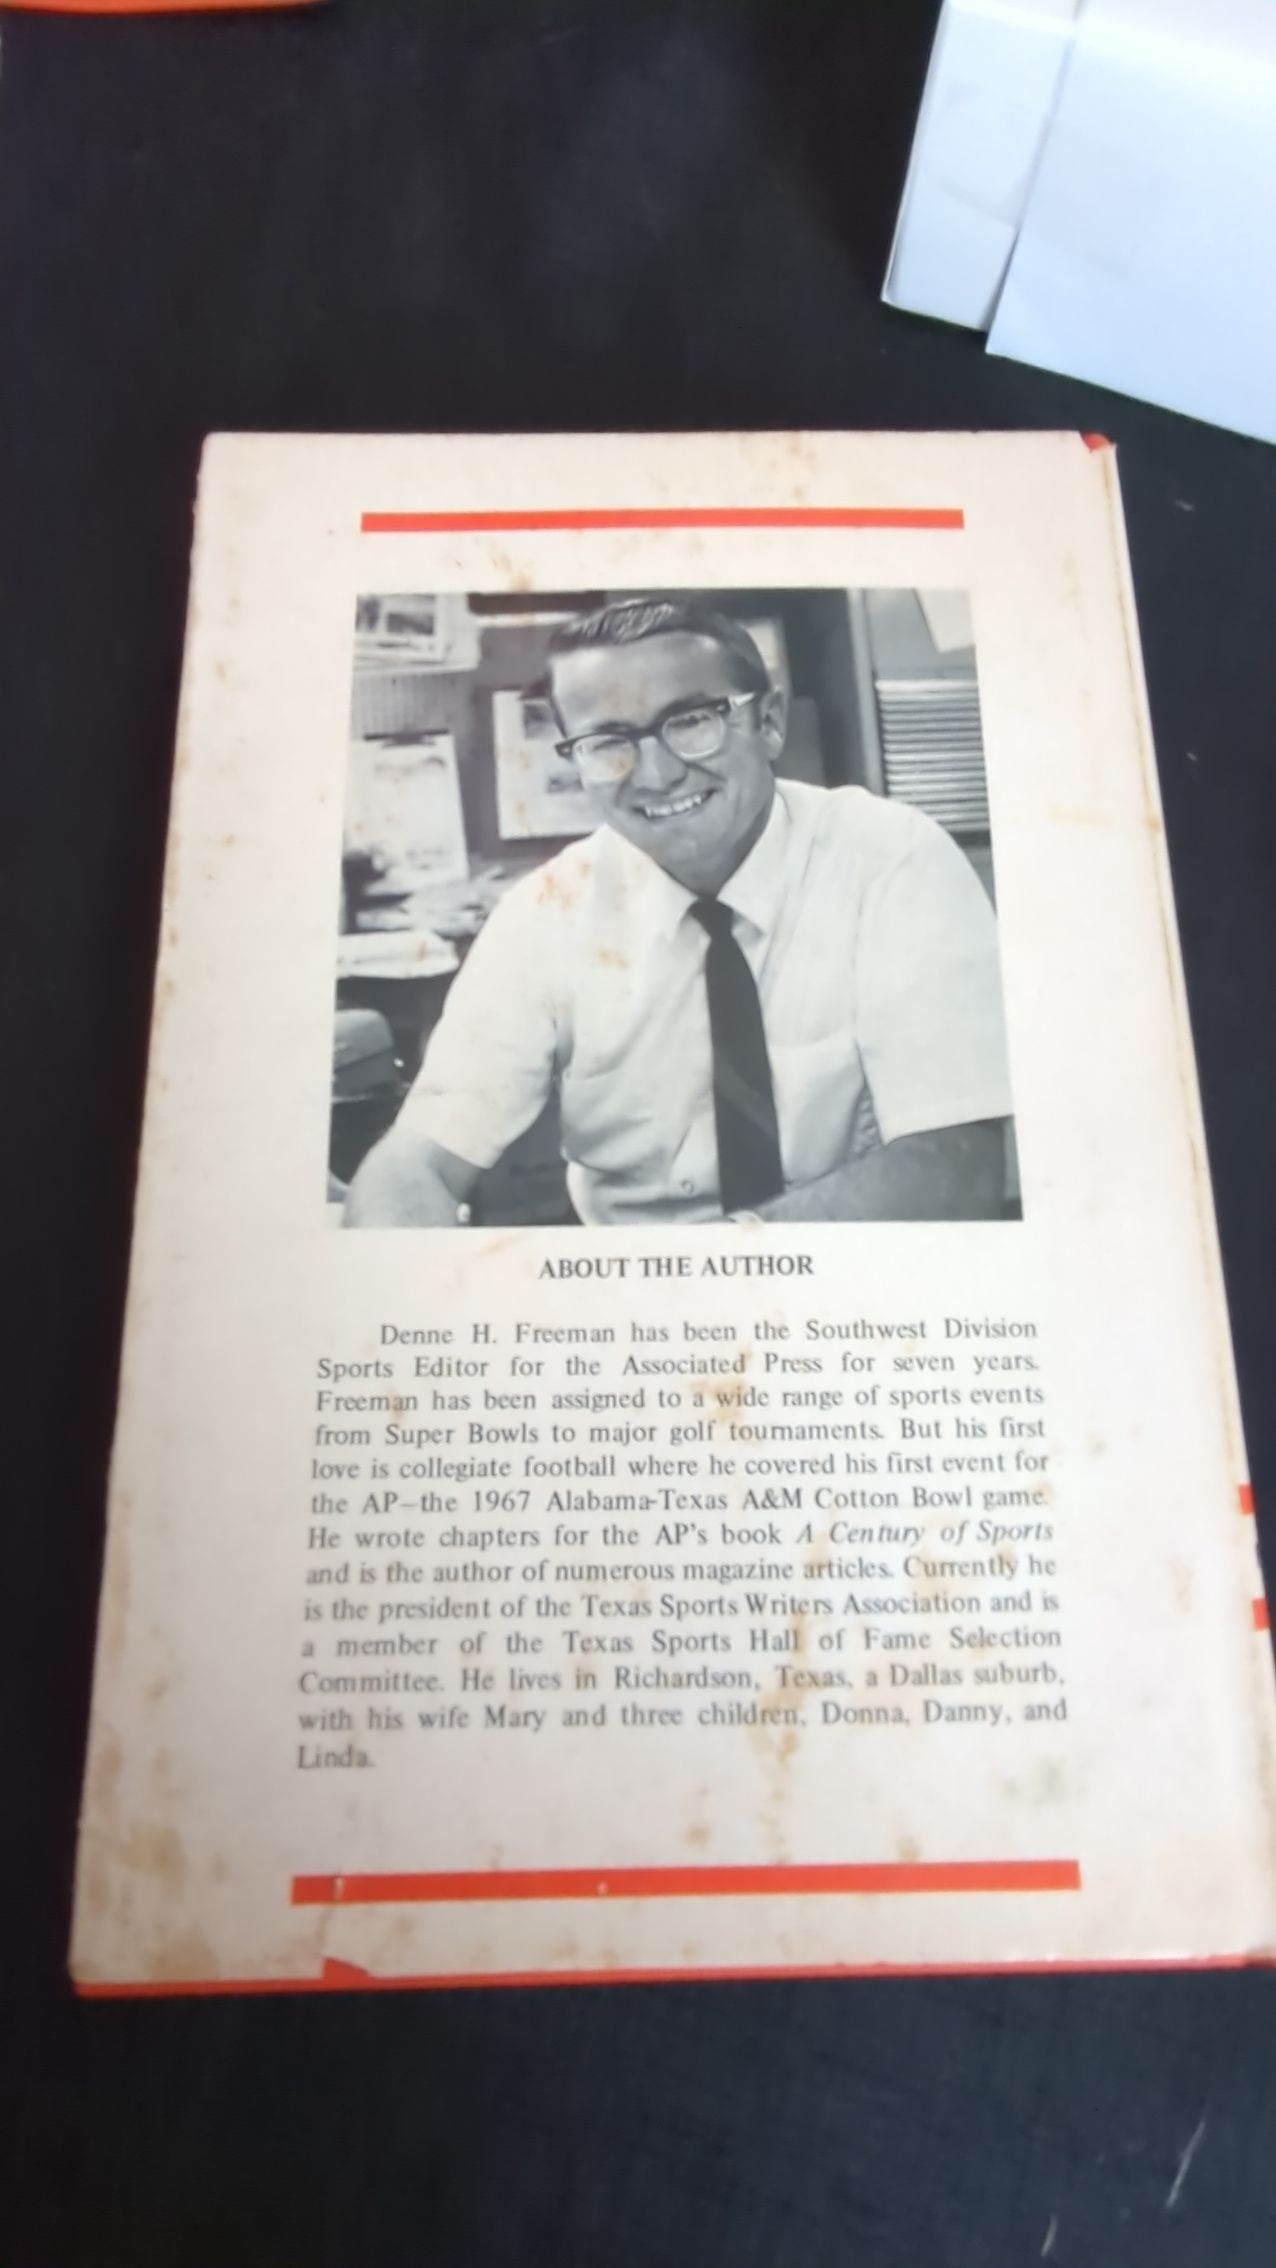 ABOUT THE AUTHOR
Denne H. Freeman has been the Southwest Division
Sports Editor for the Associated Press for seven years.
Freeman has been assigned to a wide range of sports events
from Super Bowls to major golf tournaments. But his first
love is collegiate football where he covered his first event for
the AP—the 1967 Alabama-Texas A&M Cotton Bowl game.
He wrote chapters for the AP's book A Century of Sports
and is the author of numerous magazine articles. Currently he
is the president of the Texas Sports Writers Association and is
a member of the Texas Sports Hall of Fame Selection
Committee. He lives in Richardson, Texas, a Dallas suburb,
with his wife Mary and three children, Donna, Danny, and
Linda.